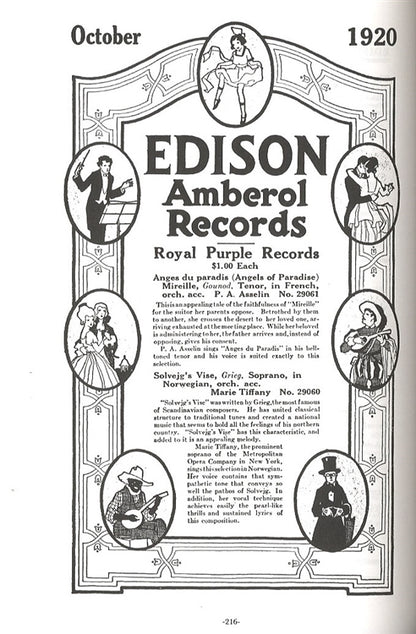 October 1920
EDISON
Amberol
Records
Royal Purple Records
$1.00 Each
Anges du paradis (Angels of Paradise)
Mireille, Gounod, Tenor, in French,
orch. acc. P. A. Asselin No. 29061
This is an appealing tale of the faithfulness of "Mireille"
for the suitor her parents oppose. Betrothed by them
to another, she crosses the desert to her loved one, ar-
riving exhausted at the meeting place. While her beloved
is administering to her, the father arrives and, instead of
opposing, gives his consent.
P. A. Asselin sings "Anges du Paradis" in his bell-
toned tenor and his voice is suited exactly to this
selection.
Solvejg's Vise, Grieg, Soprano, in
Norwegian, orch. acc.
Marie Tiffany No. 29060
"Solvejg's Vise" was written by Grieg, the most famous
of Scandinavian composers. He has united classical
structure to traditional tunes and created a national
music that seems to hold all the feelings of his northern
country. "Solvejg's Vise" has this characteristic, and
added to it is an appealing melody.
Marie Tiffany, the prominent
soprano of the Metropolitan
Opera Company in New York,
sings this selection in Norwegian.
Her voice contains that sym-
pathetic tone that conveys so
well the pathos of Solvejg. In
addition, her vocal technique
achieves easily the pearl-like
thrills and sustained lyrics of
this composition.
-216-